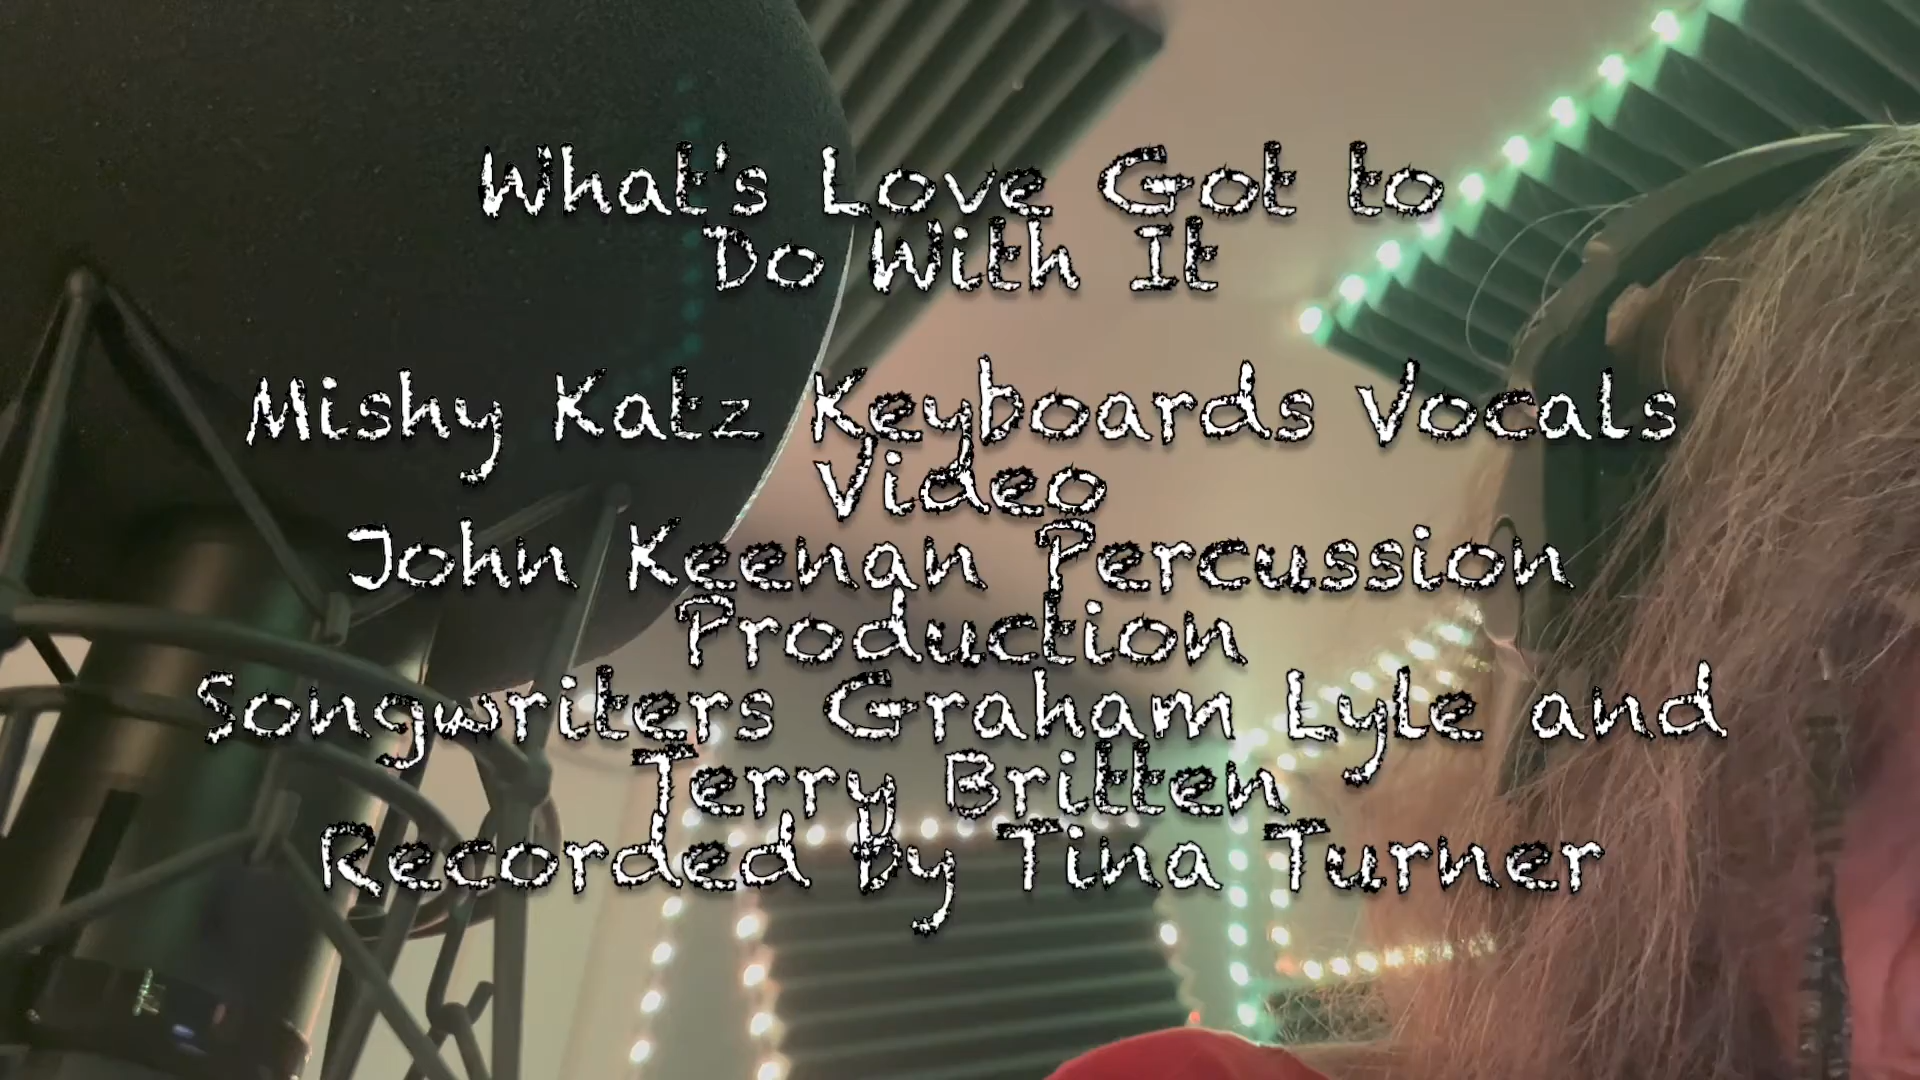 What's Love Got to
Do With It
Mishy Katz Keyboards Vocals
Video
John Keenan Percussion
Production
Songwriters Graham Lyle and
Terry Britten
Recorded by Tina Turner